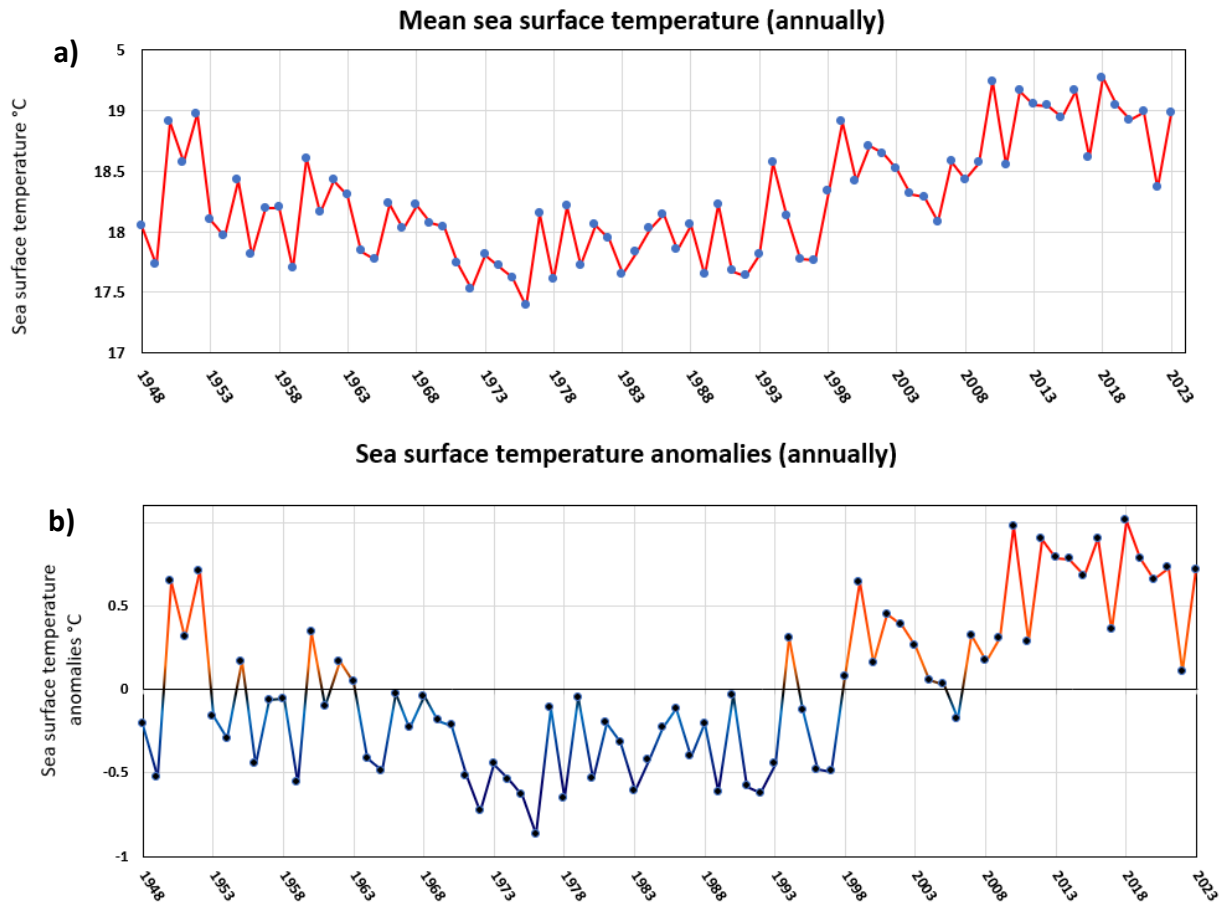 Mean sea surface temperature (annually)
a)
Sea surface temperature °C
5
19
18.5
18
17.5
17
1948 1953 1958 1963 1968 1973 1978 1983 1988 1993 1998 2003 2008 2013 2018 2023
Sea surface temperature anomalies (annually)
b)
Sea surface temperature
anomalies °C
0.5
0
-0.5
-1
1948 1953 1958 1963 1968 1973 1978 1983 1988 1993 1998 2003 2008 2013 2018 2023